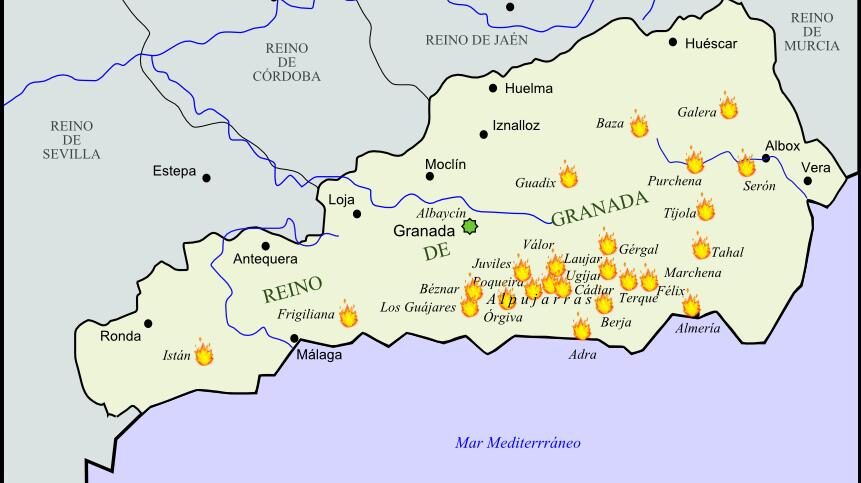 REINO
DE
MURCIA
REINO DE JAÉN
Huéscar
REINO
DE
CÓRDOBA
Huelma
Galera
Baza
Iznalloz
REINO
DE
SEVILLA
Albox
Moclín
Vera
Estepa
Guadix
Purchena
Serón
Loja
Albaycín
GRANADA
Tíjola
Granada
DE
Válor
Gérgal
Tahal
Antequera
Juviles
Laujar
Marchena
Poqueira
Ugíjar
REINO
Béznar
Cádiar
Félix
Alpujarras
Terque
Los Guájares
Frigiliana
Órgiva
Berja
Almería
Ronda
Istán
Málaga
Adra
Mar Mediterrráneo